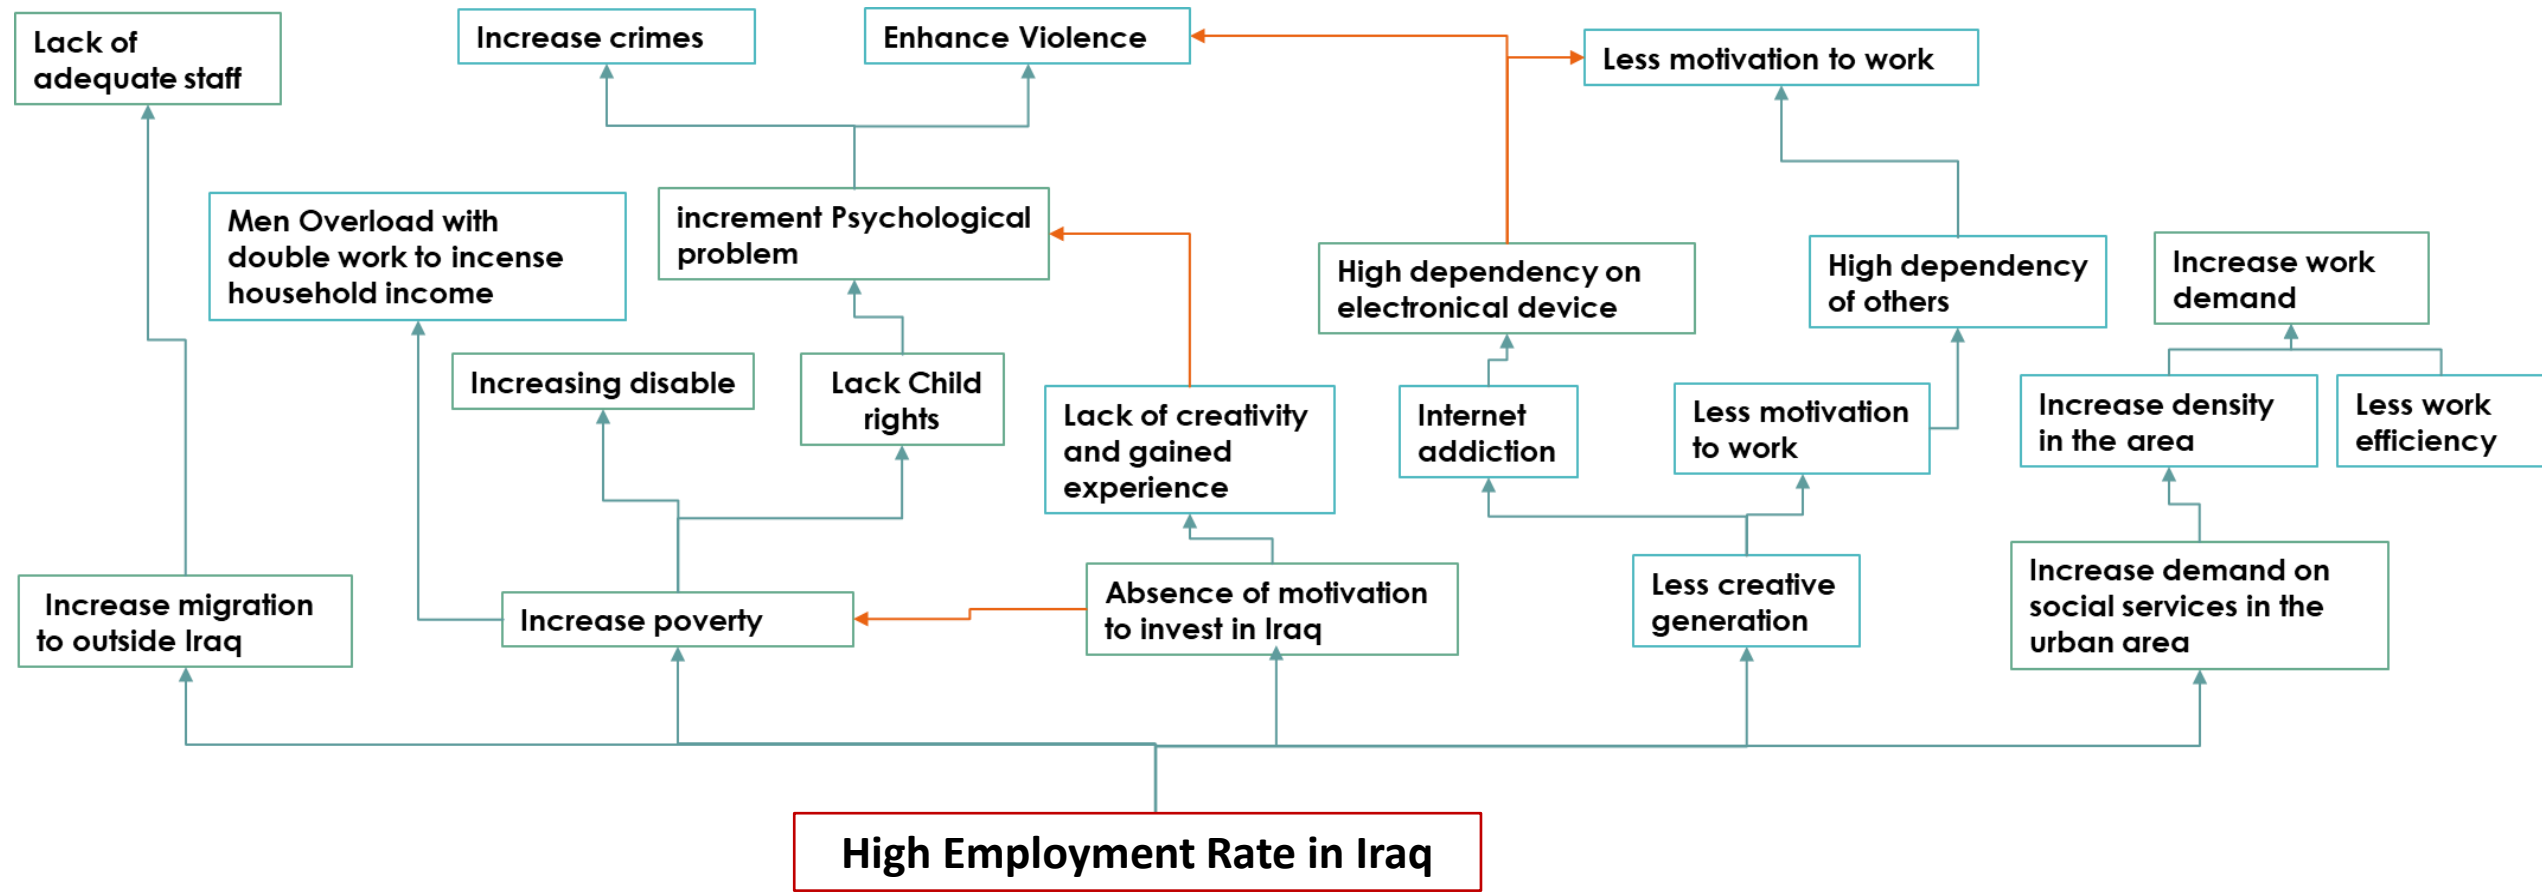 Lack of
adequate staff
Increase crimes
Enhance Violence
Less motivation to work
Men Overload with
double work to incense
household income
increment Psychological
problem
High dependency on
electronical device
High dependency
of others
Increase work
demand
Increasing disable
Lack Child
rights
Lack of creativity
and gained
experience
Internet
addiction
Less motivation
to work
Increase density
in the area
Less work
efficiency
Increase migration
to outside Iraq
Increase poverty
Absence of motivation
to invest in Iraq
Less creative
generation
Increase demand on
social services in the
urban area
High Employment Rate in Iraq